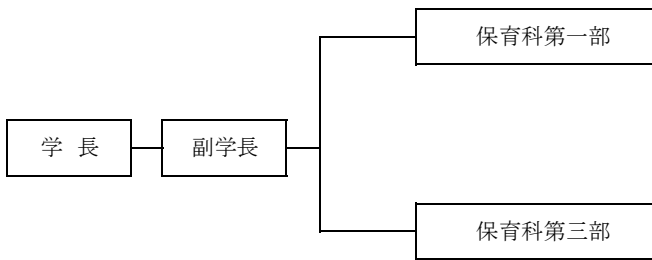 保育科第一部
学 長
副学長
保育科第三部